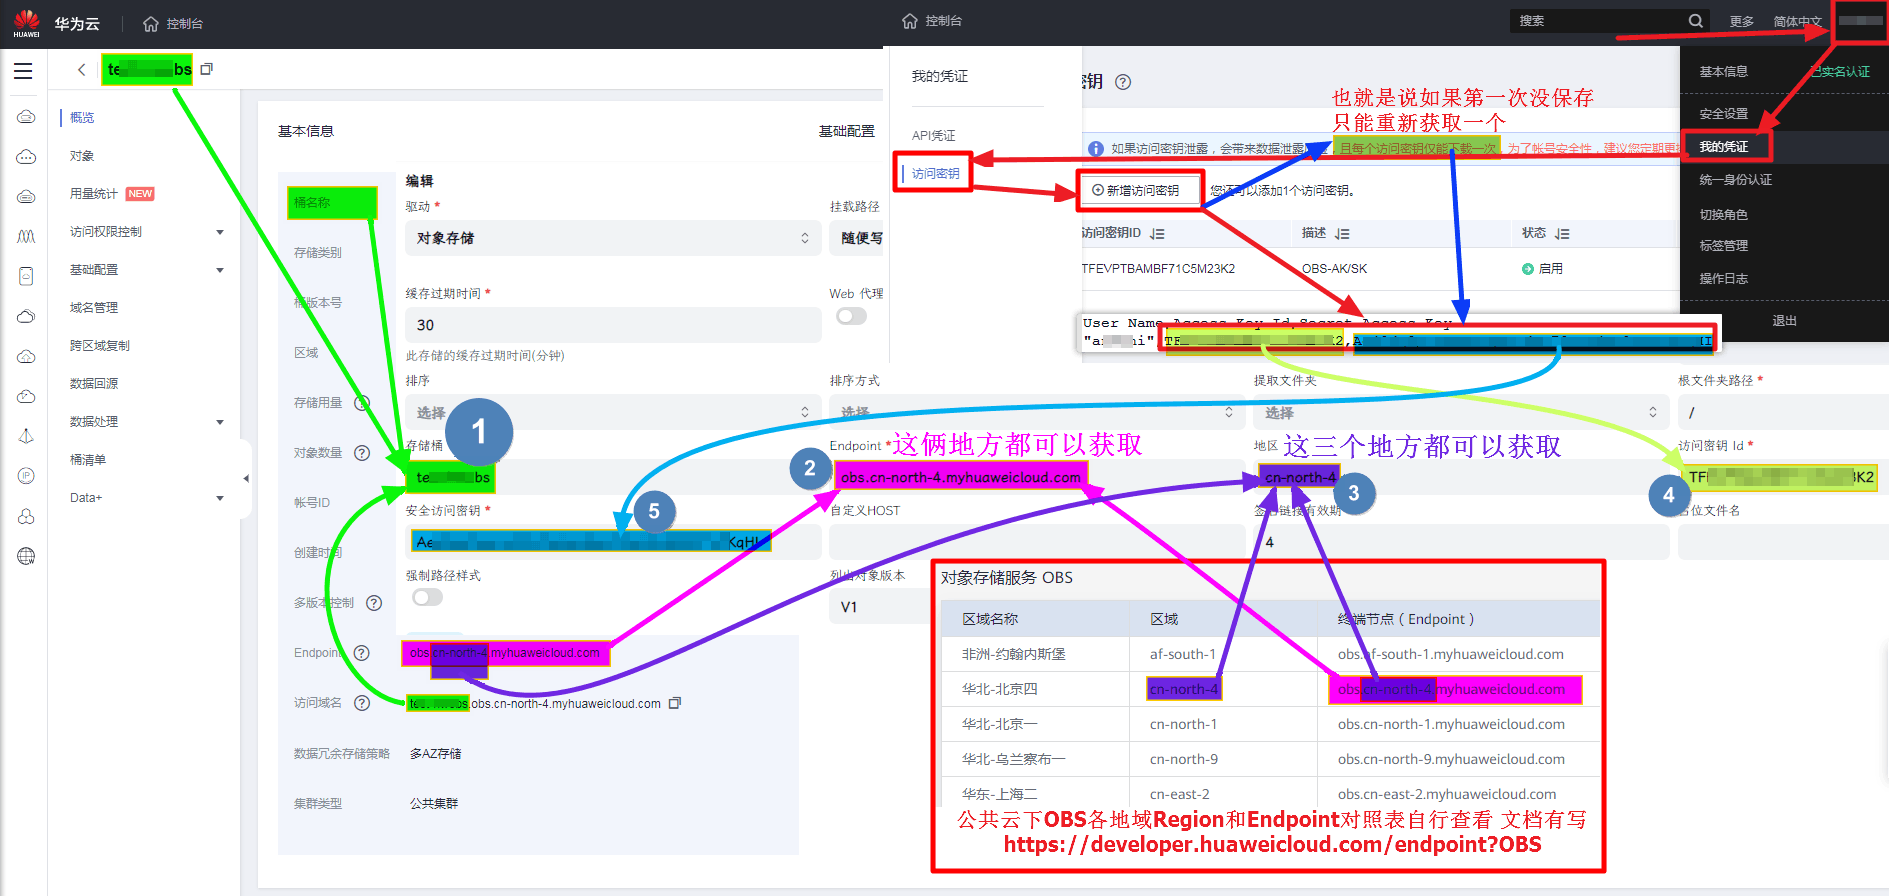 HUAWEI
华为云
控制台
控制台
搜索
更多
简体中文
te bs
概览
对象
用量统计 NEW
访问权限控制
基础配置
域名管理
跨区域复制
数据回源
数据处理
桶清单
Data+
基本信息
基础配置
桶名称
存储类别
桶版本号
区域
存储用量
对象数量
帐号ID
创建时间
多版本控制
Endpoint
obs.cn-north-4.myhuaweicloud.com
访问域名
.obs.cn-north-4.myhuaweicloud.com
数据冗余存储策略
多AZ存储
集群类型
公共集群
编辑
驱动 *
对象存储
挂载路径
随便写
缓存过期时间 *
30
此存储的缓存过期时间(分钟)
Web 代理
排序
选择
排序方式
选择
提取文件夹
选择
根文件夹路径 *
/
存储桶
te bs
1
Endpoint *
这俩地方都可以获取
2
obs.cn-north-4.myhuaweicloud.com
地区
这三个地方都可以获取
cn-north-4
3
访问密钥 Id *
TF K2
4
安全访问密钥 *
5
Ae KqHI
自定义HOST
签名链接有效期
4
占位文件名
强制路径样式
列出对象版本
V1
我的凭证
API凭证
访问密钥
密钥
也就是说如果第一次没保存
只能重新获取一个
如果访问密钥泄露，会带来数据泄露 ，且每个访问密钥仅能下载一次，为了帐号安全性，建议您定期更
新增访问密钥
您还可以添加1个访问密钥。
访问密钥ID
描述
状态
TFEVPTBAMBF71C5M23K2
OBS-AK/SK
启用
User Name,Access Key Id,Secret Access Key
基本信息
已实名认证
安全设置
我的凭证
统一身份认证
切换角色
标签管理
操作日志
退出
对象存储服务 OBS
区域名称
区域
终端节点（Endpoint）
非洲-约翰内斯堡
af-south-1
obs.af-south-1.myhuaweicloud.com
华北-北京四
cn-north-4
obs.cn-north-4.myhuaweicloud.com
华北-北京一
cn-north-1
obs.cn-north-1.myhuaweicloud.com
华北-乌兰察布一
cn-north-9
obs.cn-north-9.myhuaweicloud.com
华东-上海二
cn-east-2
obs.cn-east-2.myhuaweicloud.com
公共云下OBS各地域Region和Endpoint对照表自行查看 文档有写
https://developer.huaweicloud.com/endpoint?OBS